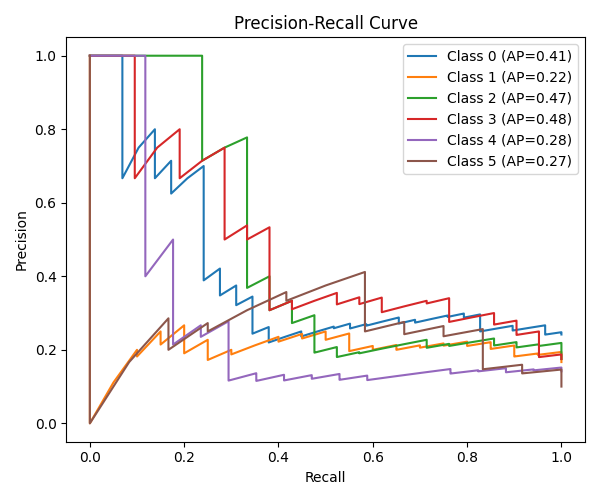 Precision-Recall Curve
Precision
1.0
0.8
0.6
0.4
0.2
0.0
Class 0 (AP=0.41)
Class 1 (AP=0.22)
Class 2 (AP=0.47)
Class 3 (AP=0.48)
Class 4 (AP=0.28)
Class 5 (AP=0.27)
0.0 0.2 0.4 0.6 0.8 1.0
Recall